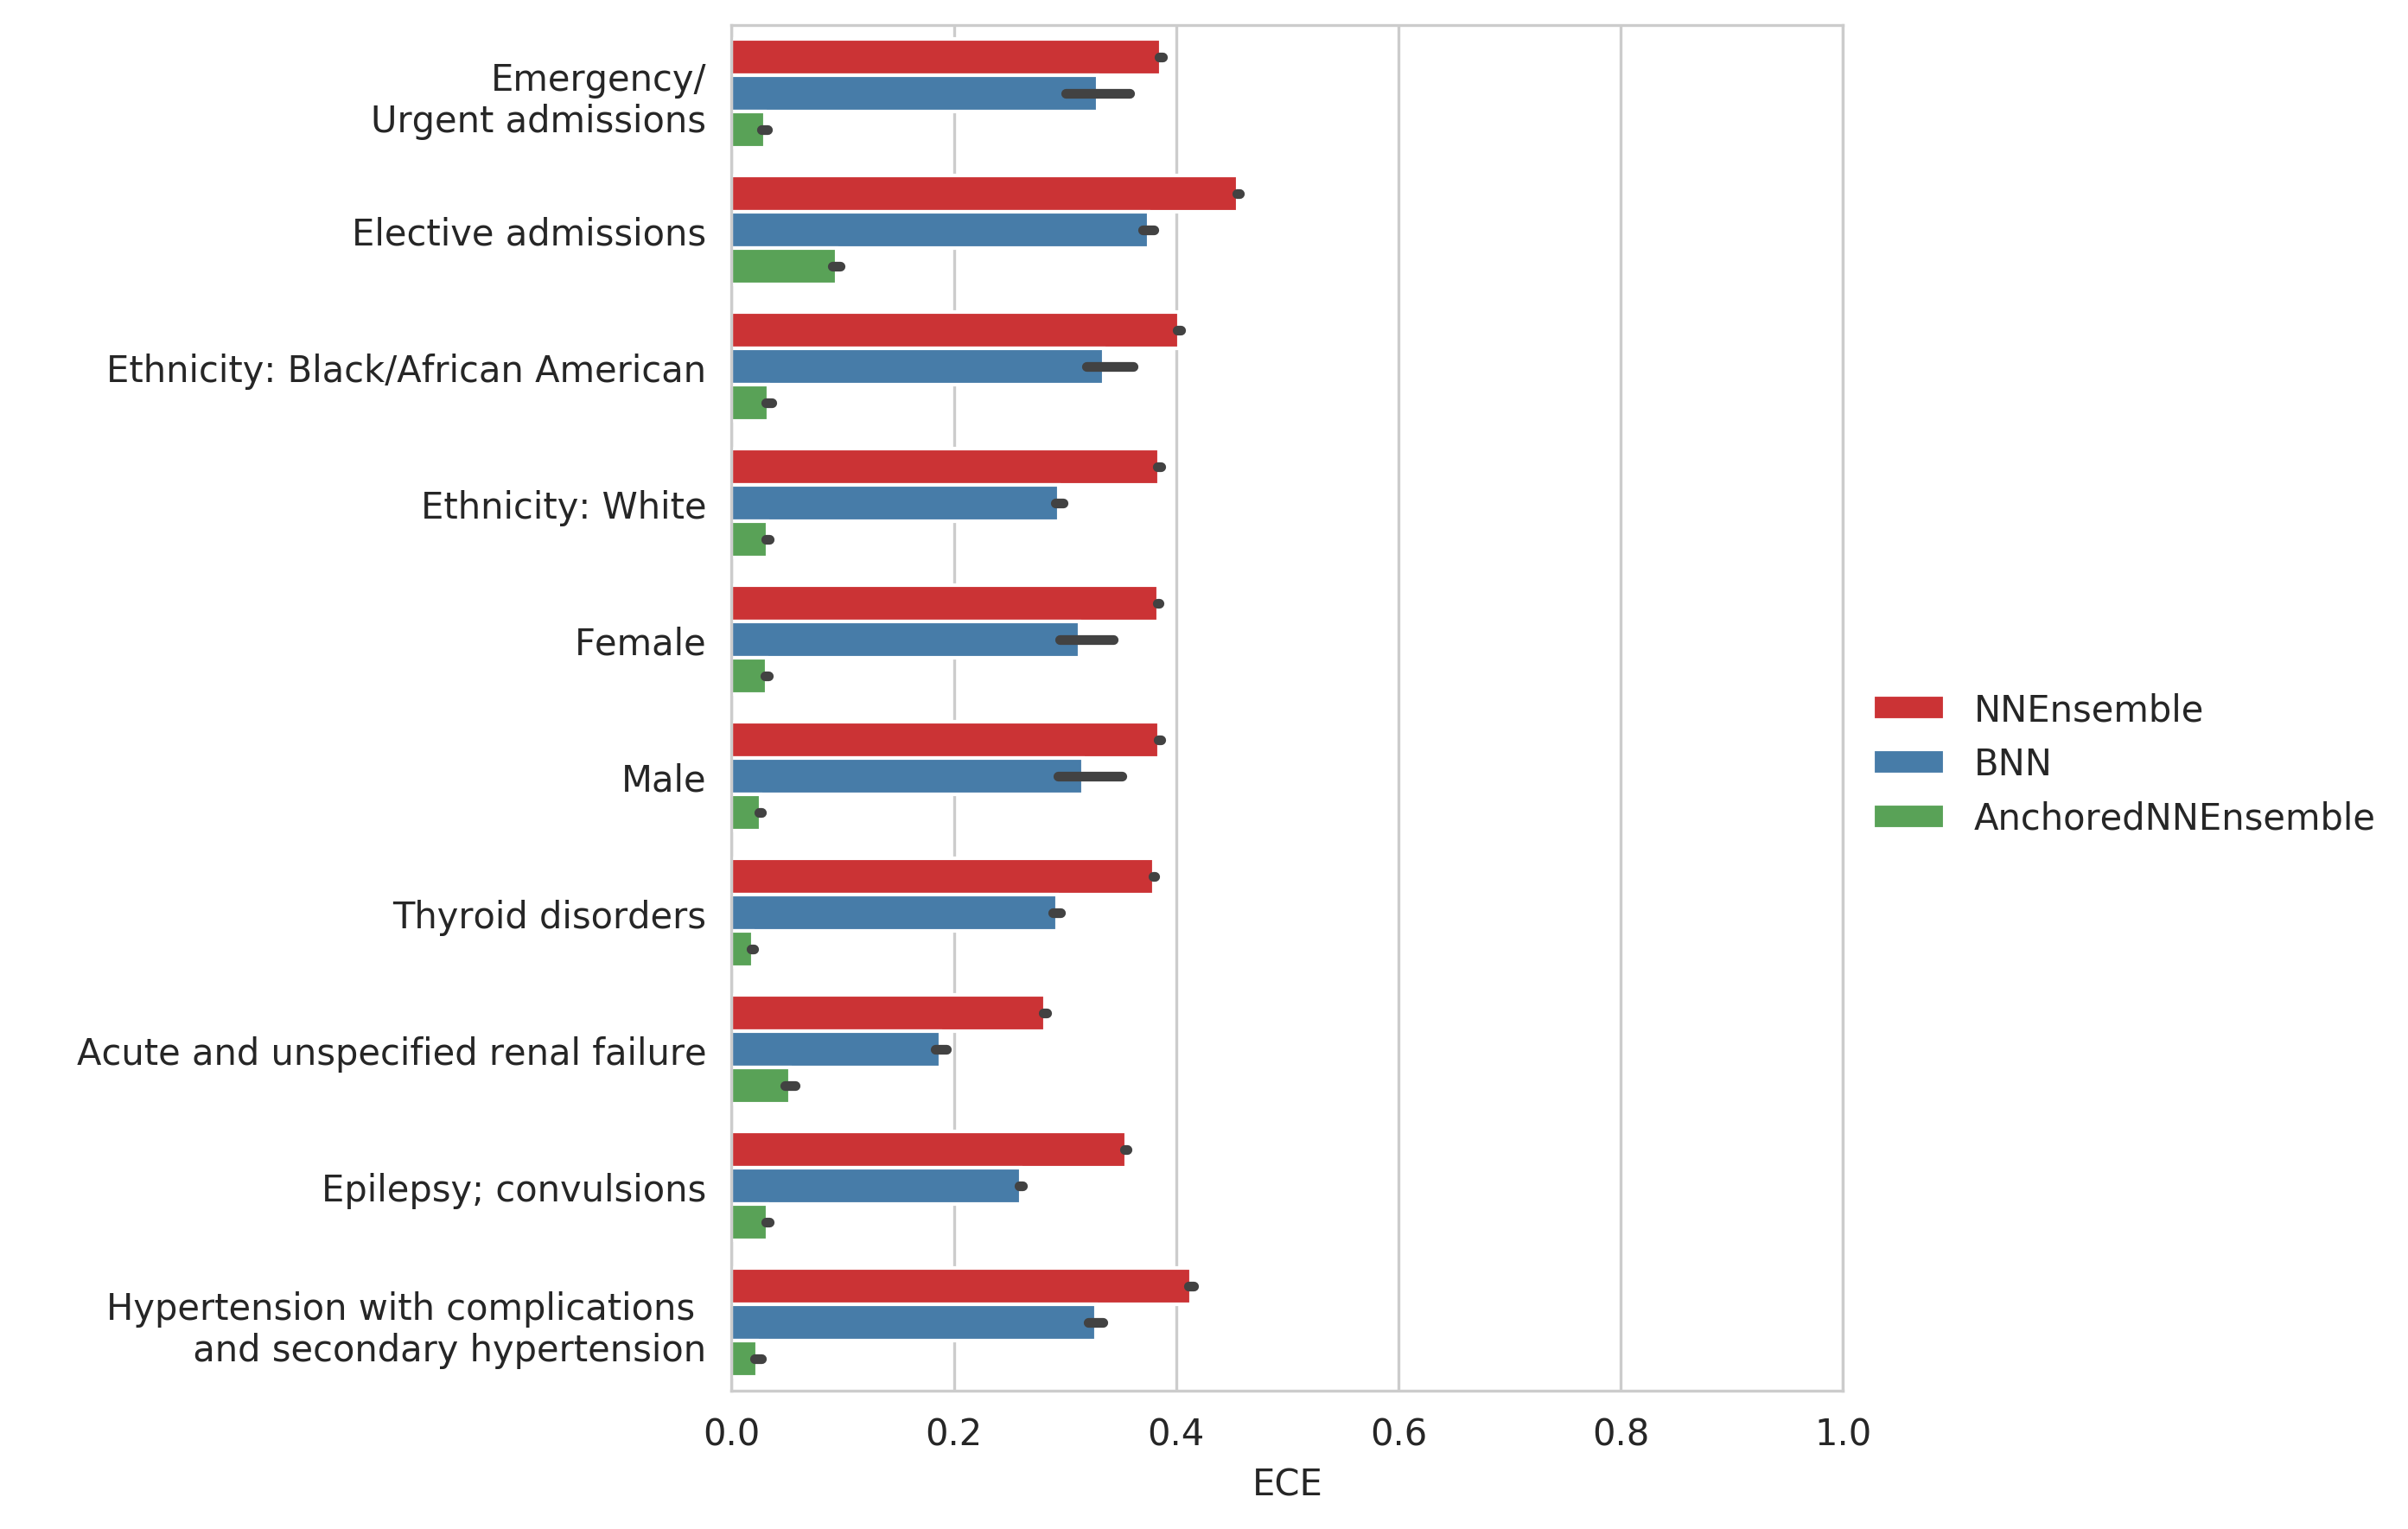 Emergency/
Urgent admissions
Elective admissions
Ethnicity: Black/African American
Ethnicity: White
Female
Male
Thyroid disorders
Acute and unspecified renal failure
Epilepsy; convulsions
Hypertension with complications
and secondary hypertension
0.0 0.2 0.4 0.6 0.8 1.0
ECE
NNEnsemble
BNN
AnchoredNNEnsemble